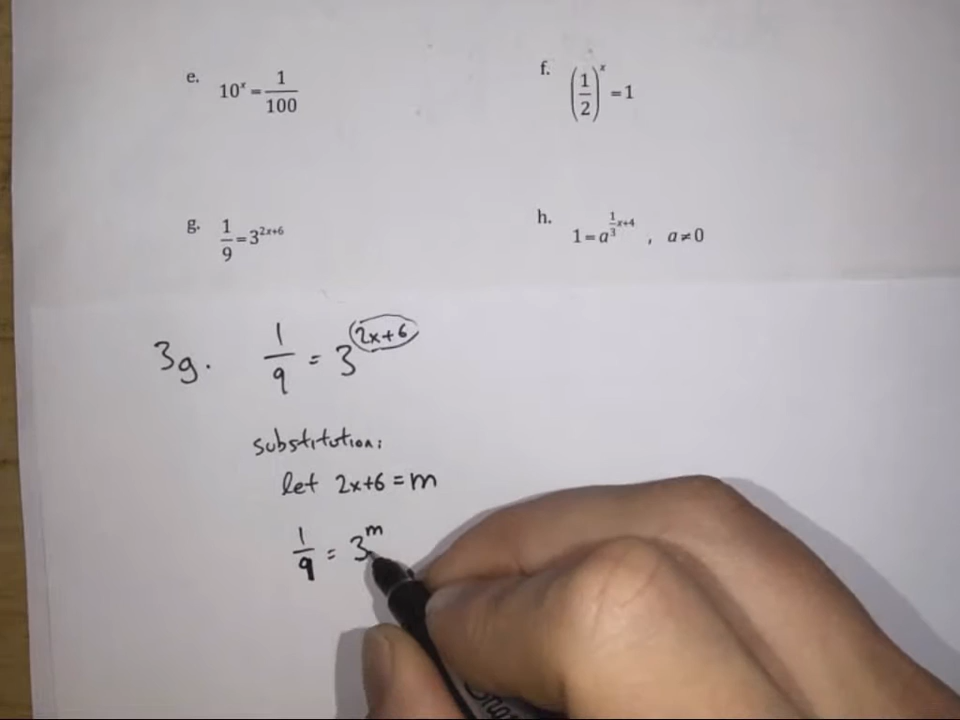 e. 10^x = 1/100
f. (1/2)^x = 1
g. 1/9 = 3^{2x+6}
h. 1 = a^{1/3 x+4} , a≠0
3g. 1/9 = 3^{2x+6}
substitution:
let 2x+6 = m
1/9 = 3^m